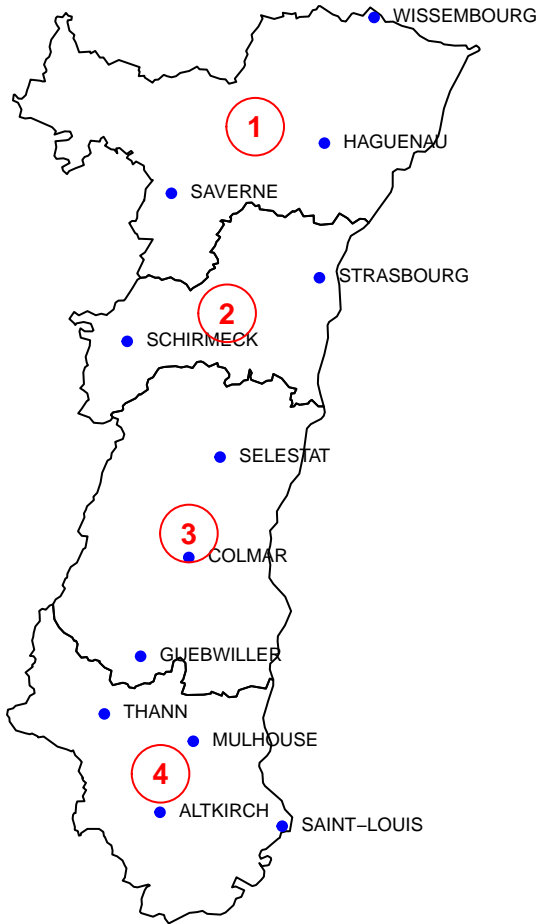 WISSEMBOURG
1
HAGUENAU
SAVERNE
STRASBOURG
2
SCHIRMECK
SELESTAT
3
COLMAR
GUEBWILLER
THANN
MULHOUSE
4
ALTKIRCH
SAINT−LOUIS